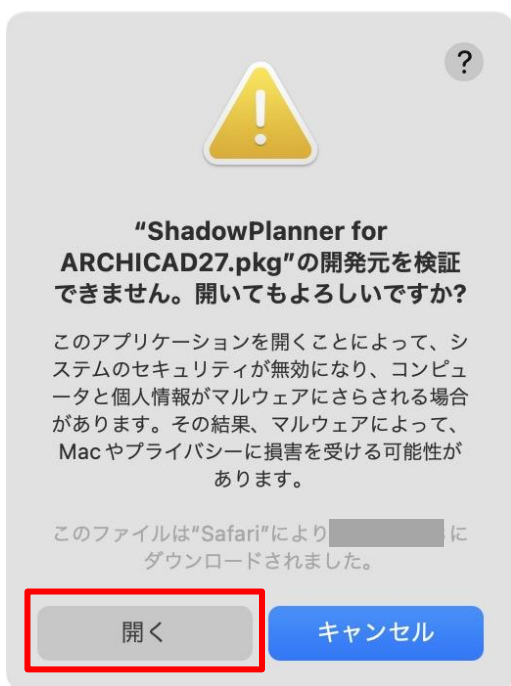 ?
“ShadowPlanner for
ARCHICAD27.pkg”の開発元を検証
できません。開いてもよろしいですか?
このアプリケーションを開くことによって、シ
ステムのセキュリティが無効になり、コンピュ
ータと個人情報がマルウェアにさらされる場合
があります。その結果、マルウェアによって、
Macやプライバシーに損害を受ける可能性が
あります。
このファイルは“Safari”により に
ダウンロードされました。
開く キャンセル